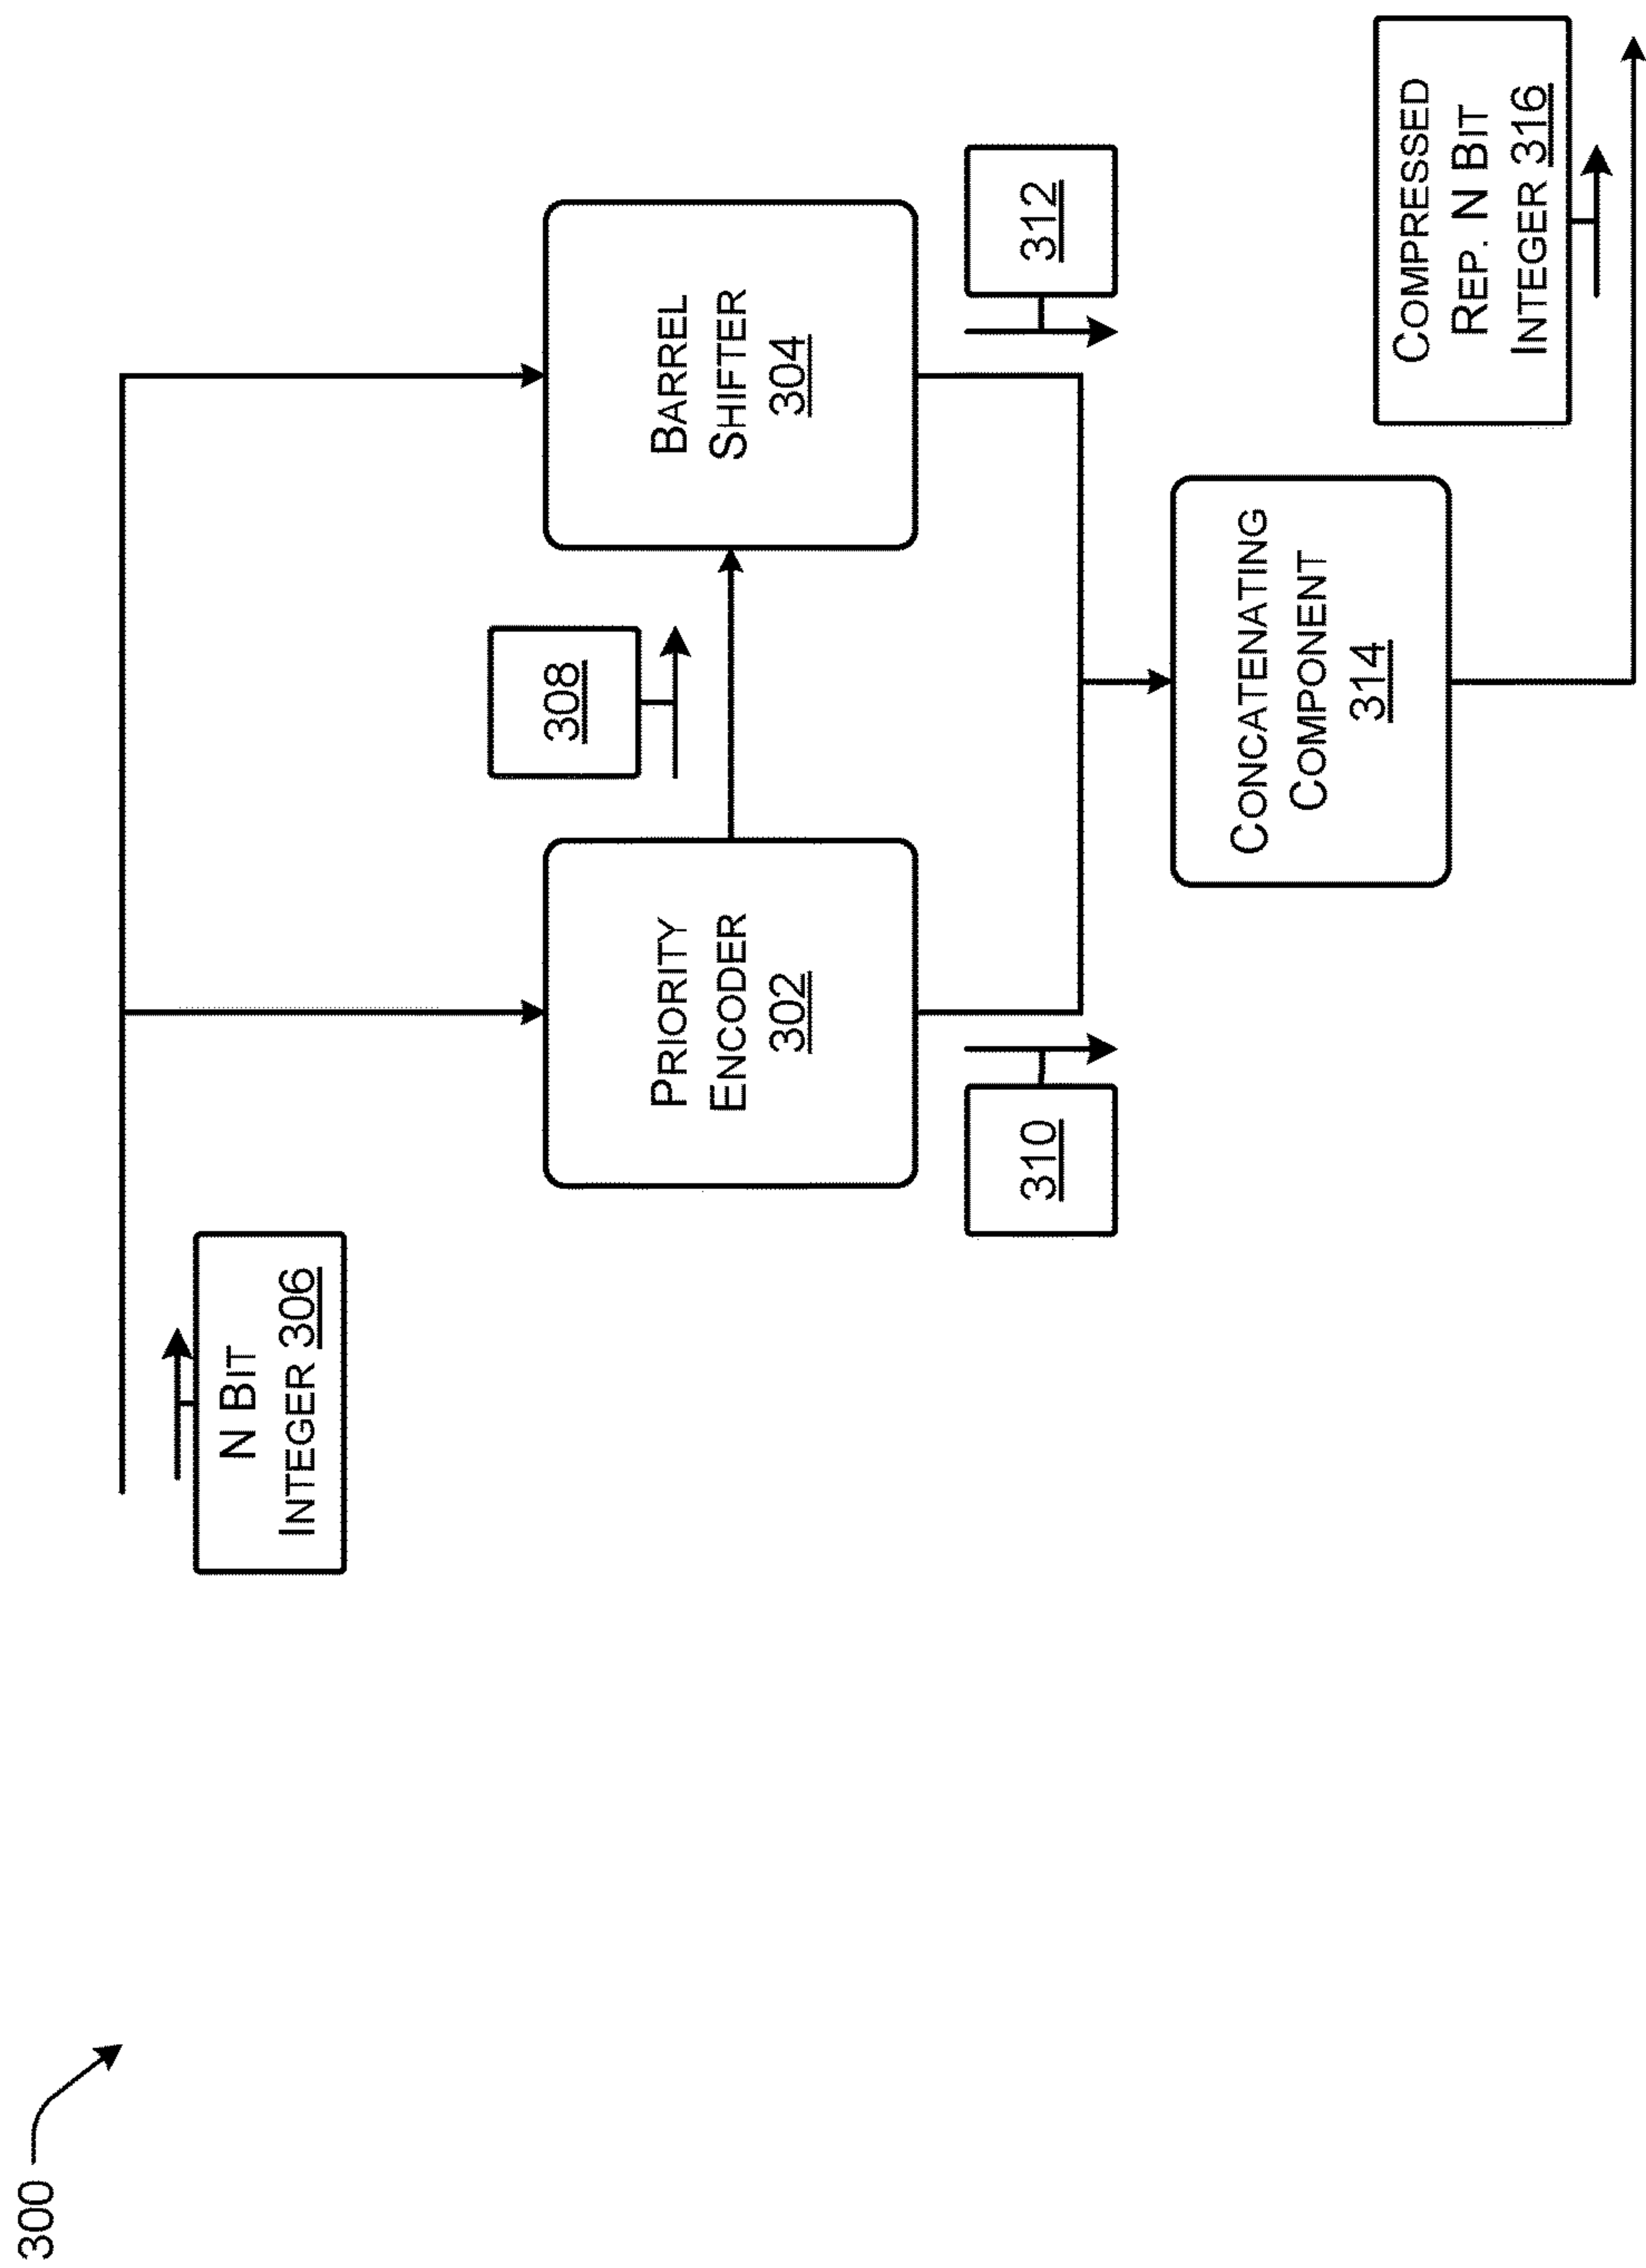 300
N BIT
INTEGER 306
PRIORITY
ENCODER
302
308
BARREL
SHIFTER
304
310
312
CONCATENATING
COMPONENT
314
COMPRESSED
REP. N BIT
INTEGER 316